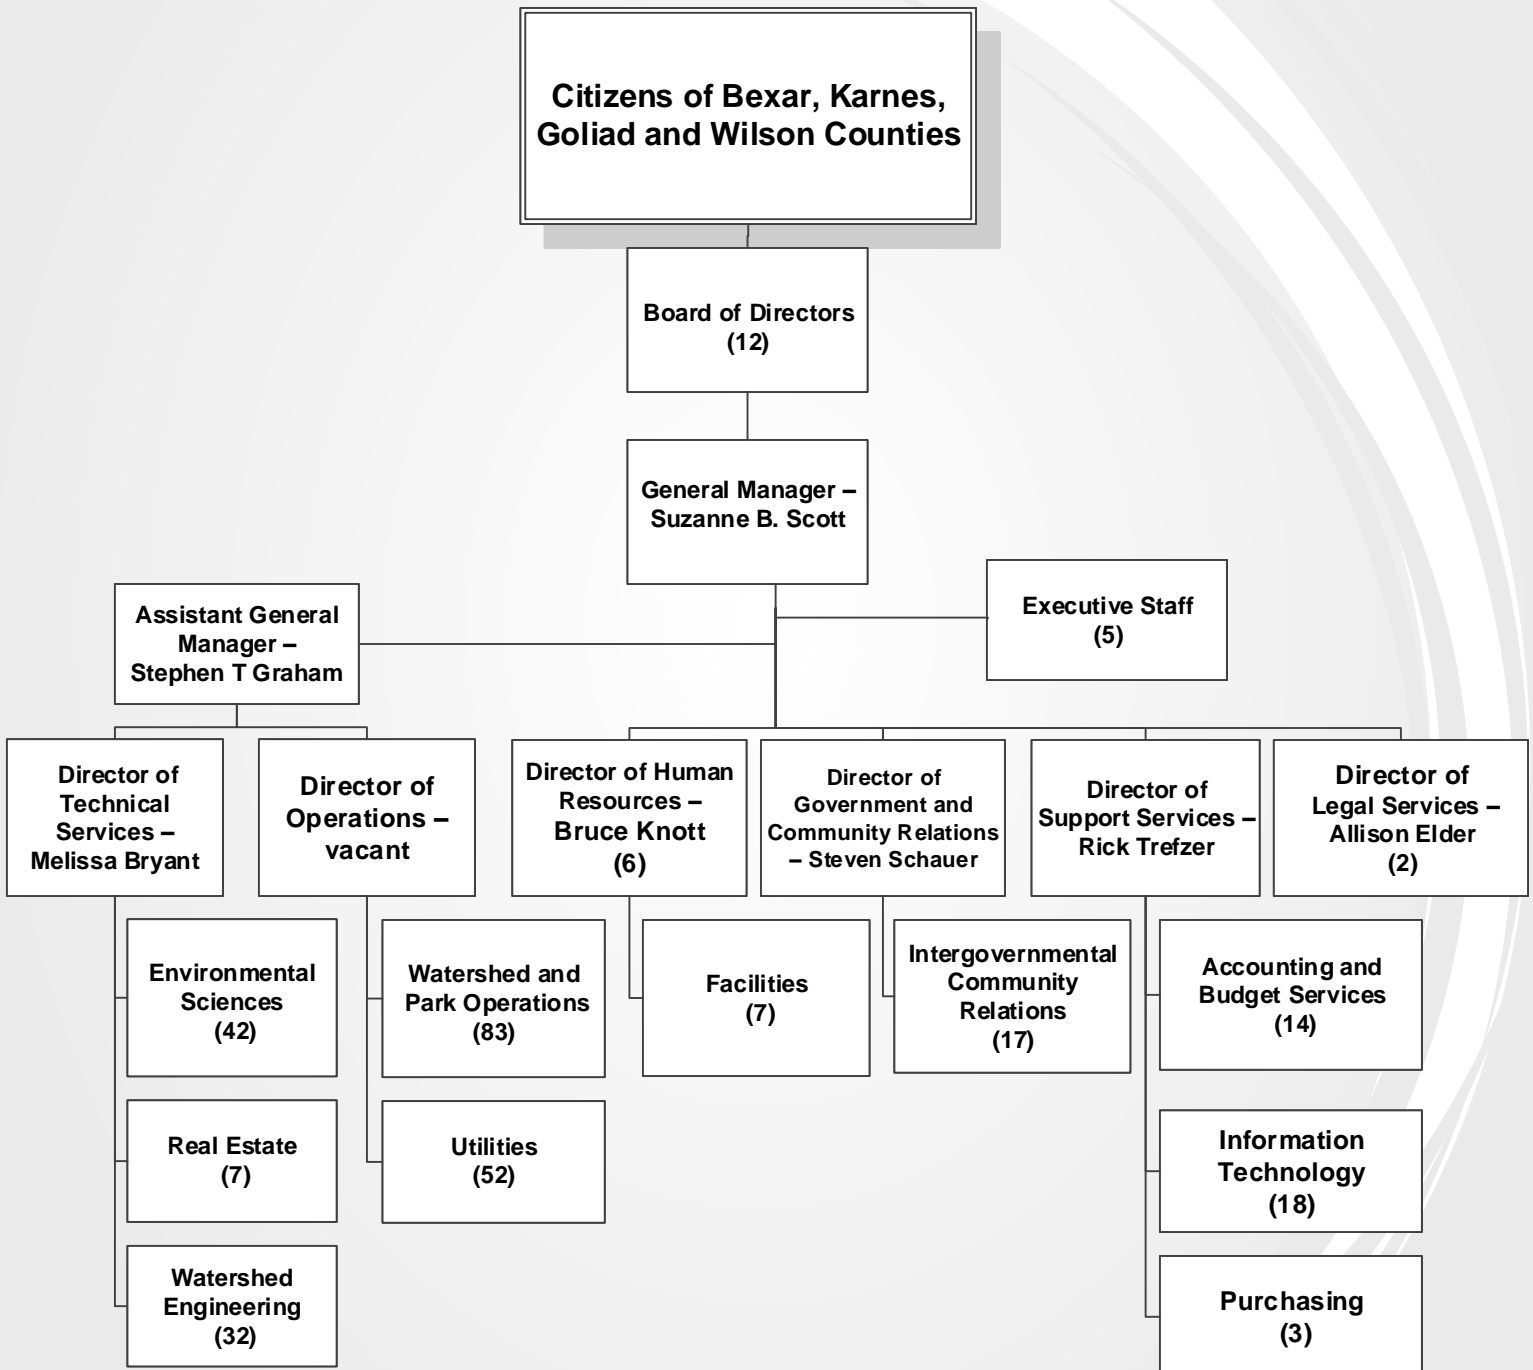 Citizens of Bexar, Karnes,
Goliad and Wilson Counties
Board of Directors
(12)
General Manager –
Suzanne B. Scott
Assistant General
Manager –
Stephen T Graham
Executive Staff
(5)
Director of
Technical
Services –
Melissa Bryant
Director of
Operations –
vacant
Director of Human
Resources –
Bruce Knott
(6)
Director of
Government and
Community Relations
– Steven Schauer
Director of
Support Services –
Rick Trefzer
Director of
Legal Services –
Allison Elder
(2)
Environmental
Sciences
(42)
Watershed and
Park Operations
(83)
Facilities
(7)
Intergovernmental
Community
Relations
(17)
Accounting and
Budget Services
(14)
Real Estate
(7)
Utilities
(52)
Information
Technology
(18)
Watershed
Engineering
(32)
Purchasing
(3)